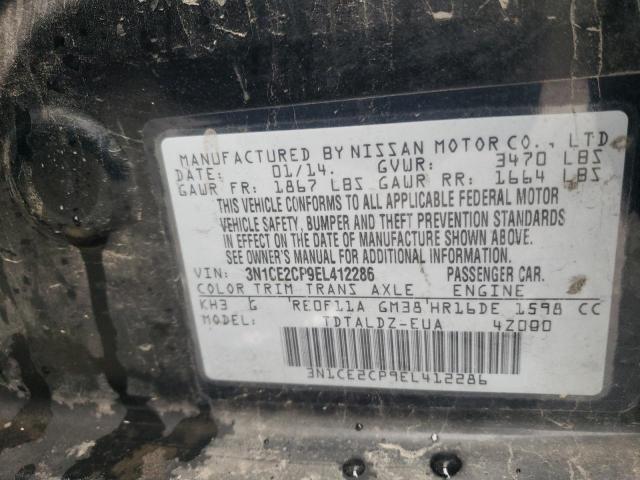 MANUFACTURED BY NISSAN MOTOR CO., LTD
DATE: 01/14. GVWR: 3470 LBS
GAWR FR: 1867 LBS GAWR RR: 1664 LBS
THIS VEHICLE CONFORMS TO ALL APPLICABLE FEDERAL MOTOR
VEHICLE SAFETY, BUMPER AND THEFT PREVENTION STANDARDS
IN EFFECT ON THE DATE OF MANUFACTURE SHOWN ABOVE.
SEE OWNER'S MANUAL FOR ADDITIONAL INFORMATION.
VIN: 3N1CE2CP9EL412286 PASSENGER CAR.
COLOR TRIM TRANS AXLE ENGINE
KH3 G RE0F11A GM38 HR16DE 1598 CC
TDTALDZ-EUA 4Z000
3N1CE2CP9EL412286